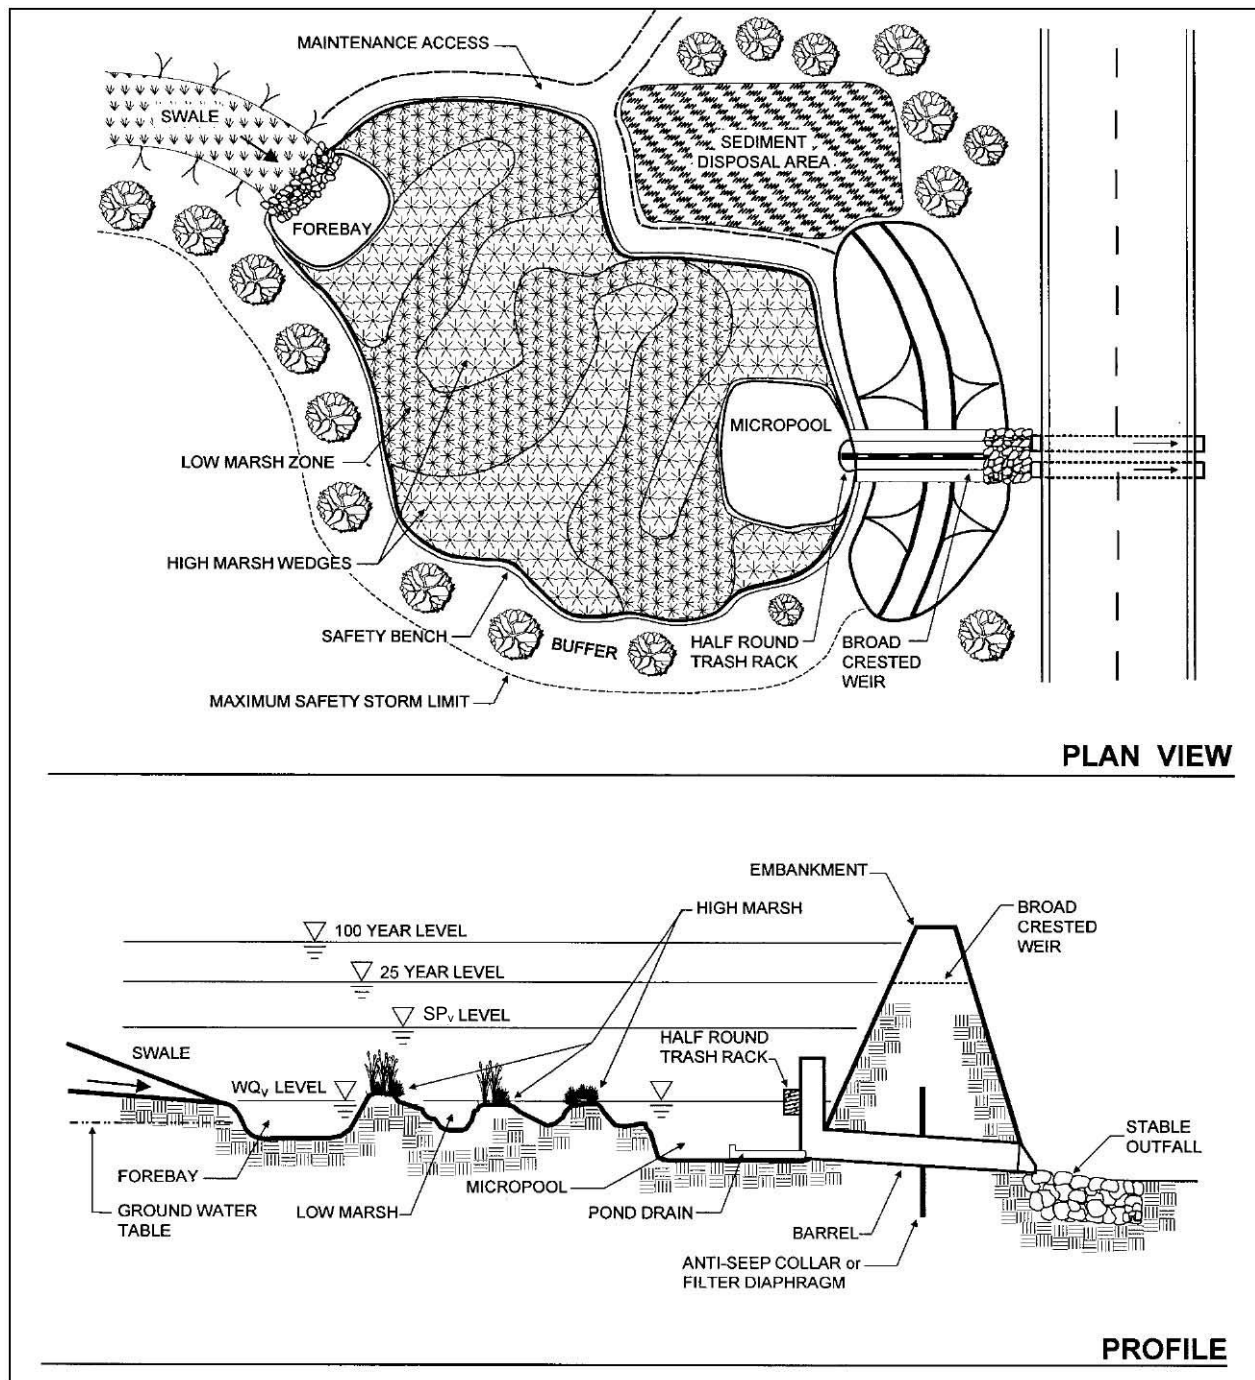 MAINTENANCE ACCESS
SWALE
SEDIMENT
DISPOSAL AREA
FOREBAY
MICROPOOL
LOW MARSH ZONE
HIGH MARSH WEDGES
SAFETY BENCH
BUFFER
HALF ROUND
TRASH RACK
BROAD
CRESTED
WEIR
MAXIMUM SAFETY STORM LIMIT
PLAN VIEW
EMBANKMENT
HIGH MARSH
BROAD
CRESTED
WEIR
100 YEAR LEVEL
25 YEAR LEVEL
SPv LEVEL
HALF ROUND
TRASH RACK
SWALE
WQv LEVEL
STABLE
OUTFALL
FOREBAY
MICROPOOL
GROUND WATER
TABLE
LOW MARSH
POND DRAIN
BARREL
ANTI-SEEP COLLAR or
FILTER DIAPHRAGM
PROFILE